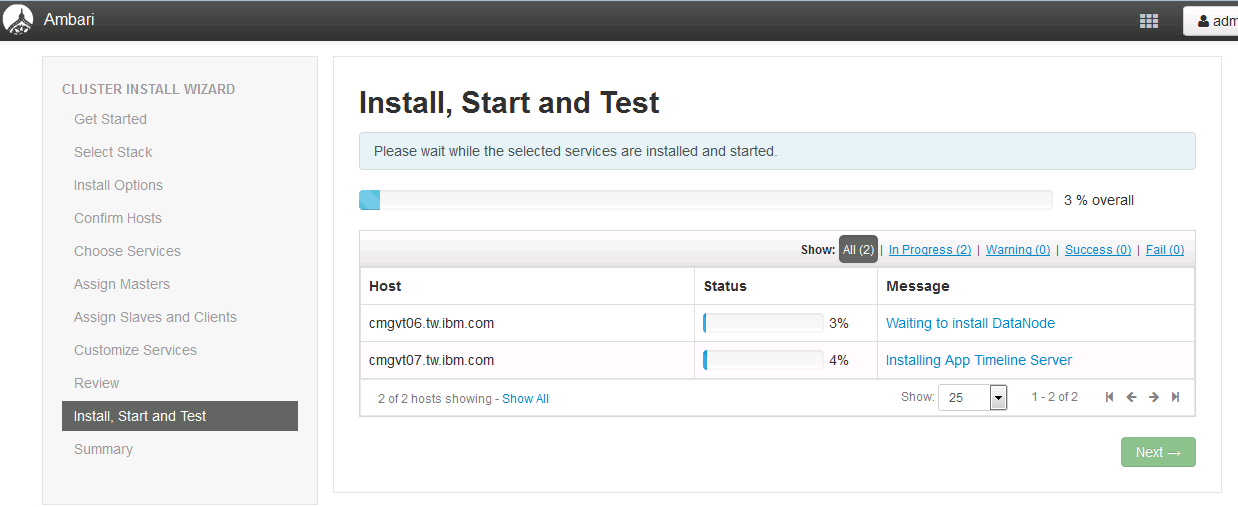 Ambari
adm
CLUSTER INSTALL WIZARD
Get Started
Select Stack
Install Options
Confirm Hosts
Choose Services
Assign Masters
Assign Slaves and Clients
Customize Services
Review
Install, Start and Test
Summary
Install, Start and Test
Please wait while the selected services are installed and started.
3 % overall
Show: All (2) | In Progress (2) | Warning (0) | Success (0) | Fail (0)
Host Status Message
cmgvt06.tw.ibm.com 3% Waiting to install DataNode
cmgvt07.tw.ibm.com 4% Installing App Timeline Server
2 of 2 hosts showing - Show All Show: 25 1 - 2 of 2
Next →